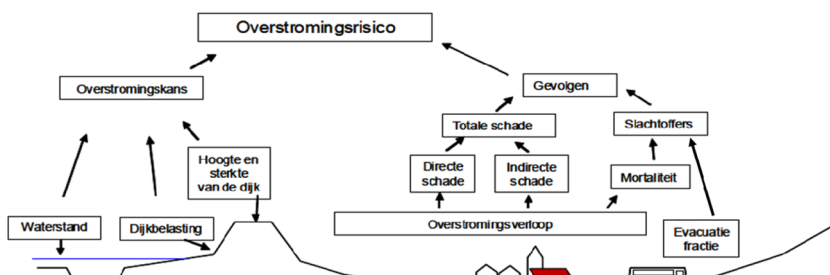 Overstromingsrisico
Overstromingskans
Gevolgen
Totale schade
Slachtoffers
Hoogte en
sterkte
van de dijk
Directe
schade
Indirecte
schade
Mortaliteit
Waterstand
Dijkbelasting
Overstromingsverloop
Evacuatie
fractie